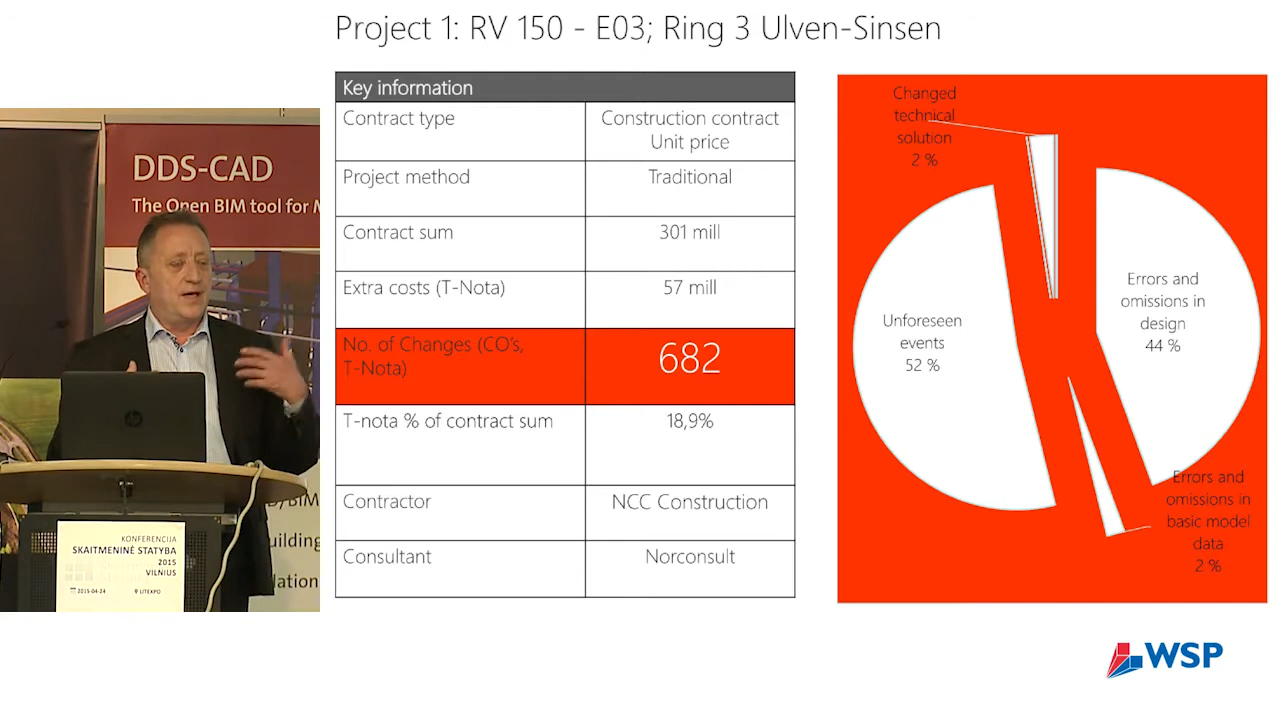 Project 1: RV 150 - E03; Ring 3 Ulven-Sinsen
Key information
Contract type
Construction contract
Unit price
Project method
Traditional
Contract sum
301 mill
Extra costs (T-Nota)
57 mill
No. of Changes (CO's,
T-Nota)
682
T-nota % of contract sum
18,9%
Contractor
NCC Construction
Consultant
Norconsult
Changed
technical
solution
2 %
Errors and
omissions in
design
44 %
Unforeseen
events
52 %
Errors and
omissions in
basic model
data
2 %
WSP
DDS-CAD
The Open BIM tool for
hp
KONFERENCIJA
SKAITMENINĖ STATYBA
2015
VILNIUS
2015-04-24
LITEXPO